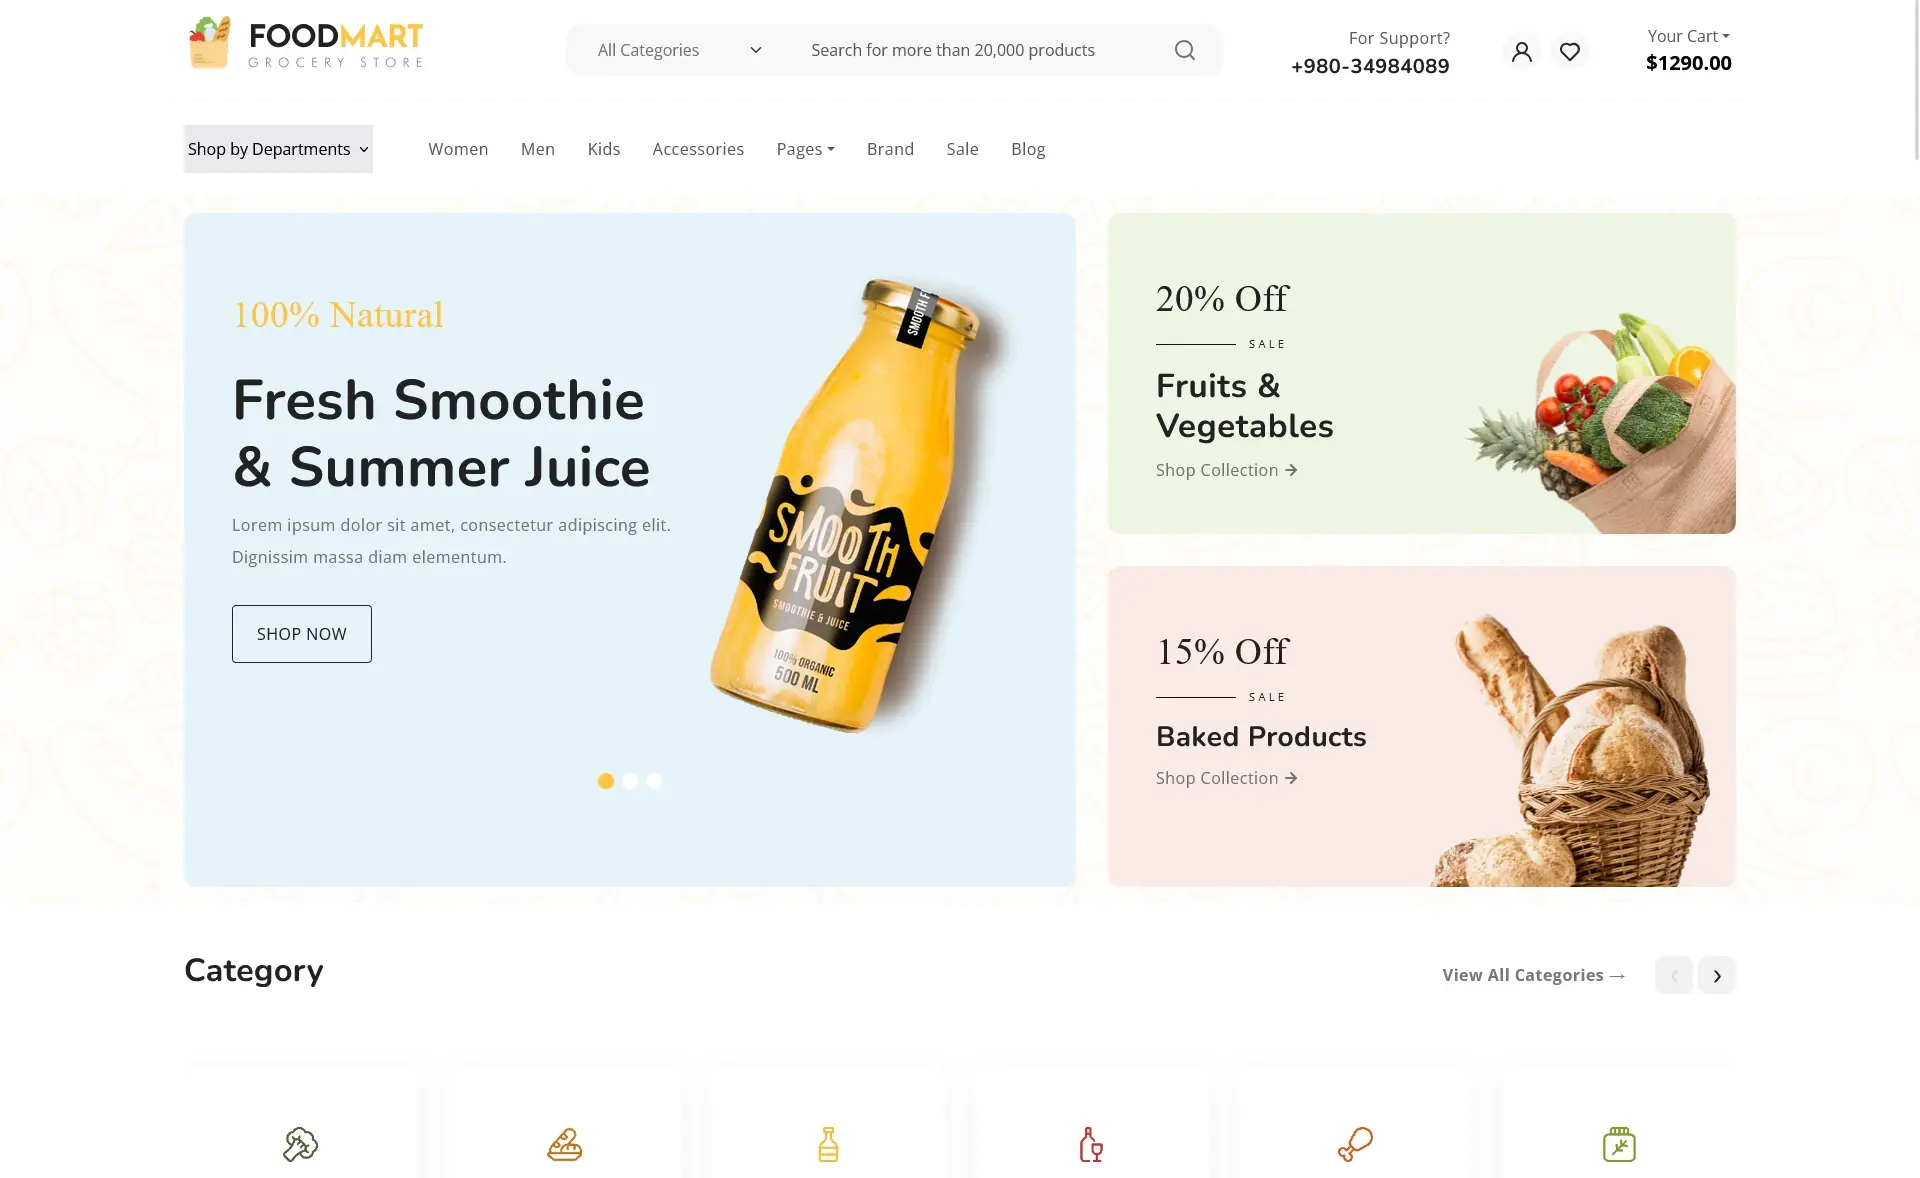 FOODMART
GROCERY STORE
All Categories
Search for more than 20,000 products
For Support?
+980-34984089
Your Cart
$1290.00
Shop by Departments
Women
Men
Kids
Accessories
Pages
Brand
Sale
Blog
100% Natural
Fresh Smoothie
& Summer Juice
Lorem ipsum dolor sit amet, consectetur adipiscing elit.
Dignissim massa diam elementum.
SHOP NOW
SMOOTH F
SMOOTH
FRUIT
SMOOTHIE & JUICE
100% ORGANIC
500 ML
20% Off
SALE
Fruits &
Vegetables
Shop Collection →
15% Off
SALE
Baked Products
Shop Collection →
Category
View All Categories →